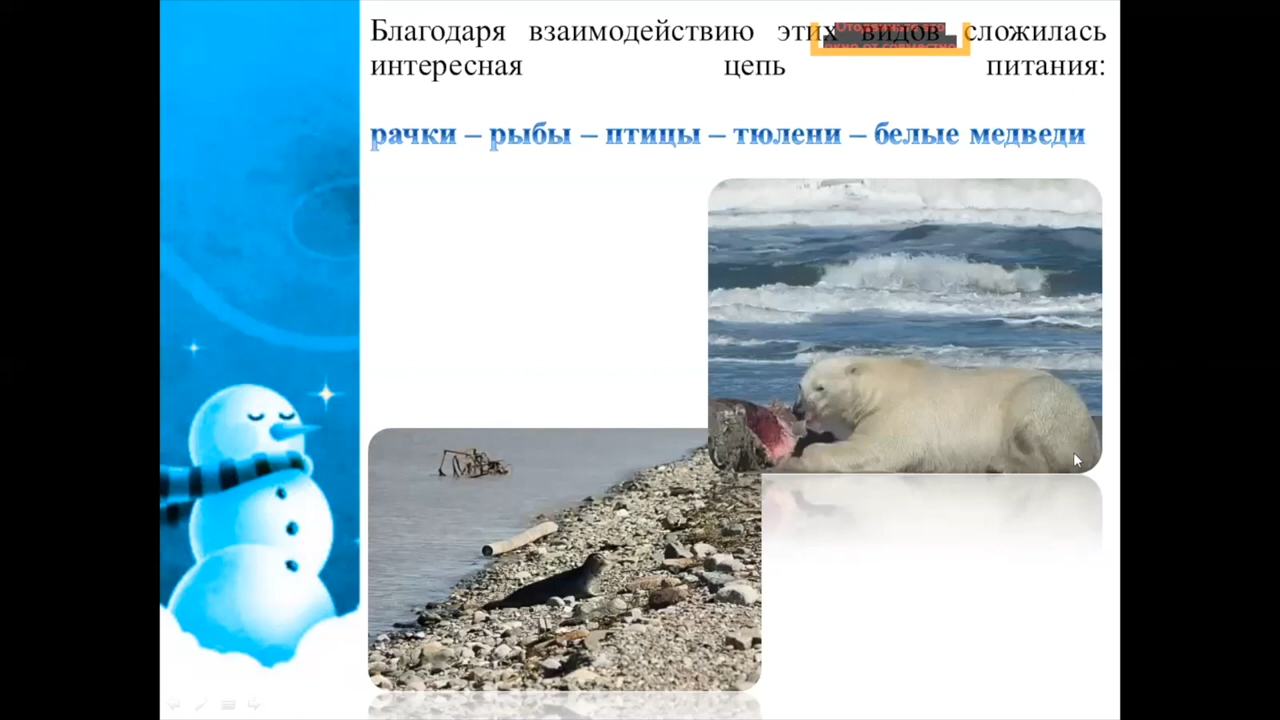 Благодаря взаимодействию этих видов сложилась
интересная цепь питания:
рачки – рыбы – птицы – тюлени – белые медведи